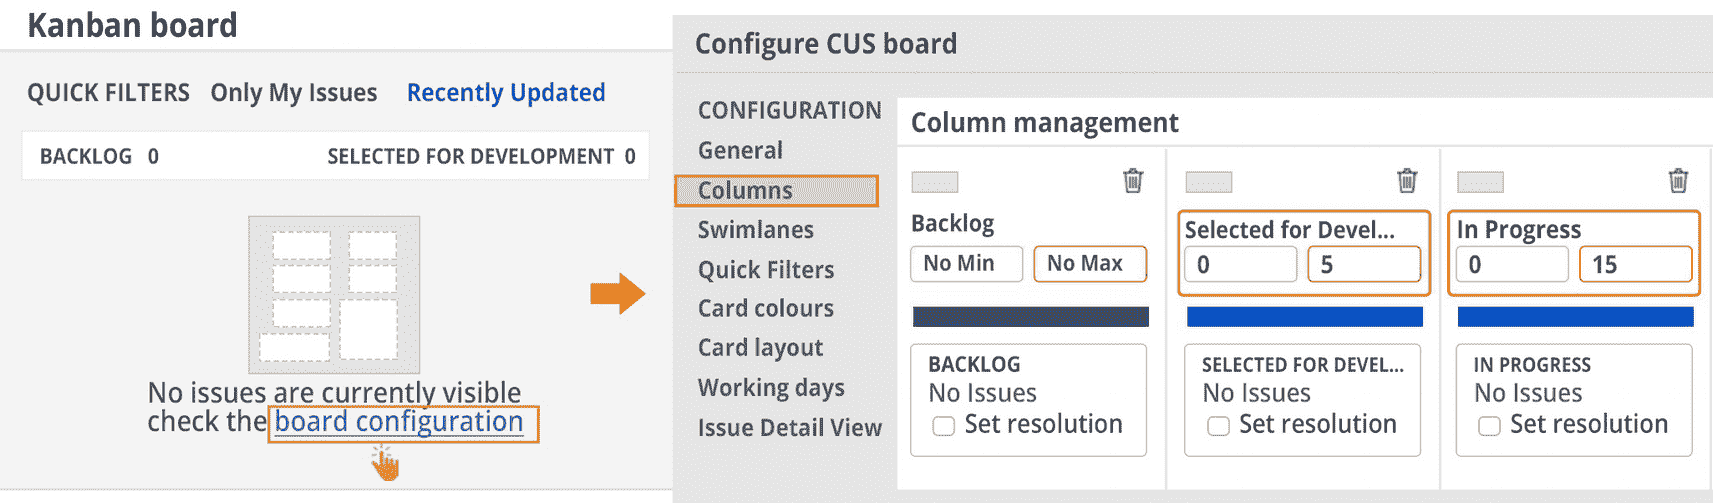 Kanban board
QUICK FILTERS Only My Issues Recently Updated
BACKLOG 0 SELECTED FOR DEVELOPMENT 0
No issues are currently visible
check the board configuration
Configure CUS board
CONFIGURATION
General
Columns
Swimlanes
Quick Filters
Card colours
Card layout
Working days
Issue Detail View
Column management
Backlog
No Min No Max
BACKLOG
No Issues
Set resolution
Selected for Devel...
0 5
SELECTED FOR DEVEL...
No Issues
Set resolution
In Progress
0 15
IN PROGRESS
No Issues
Set resolution